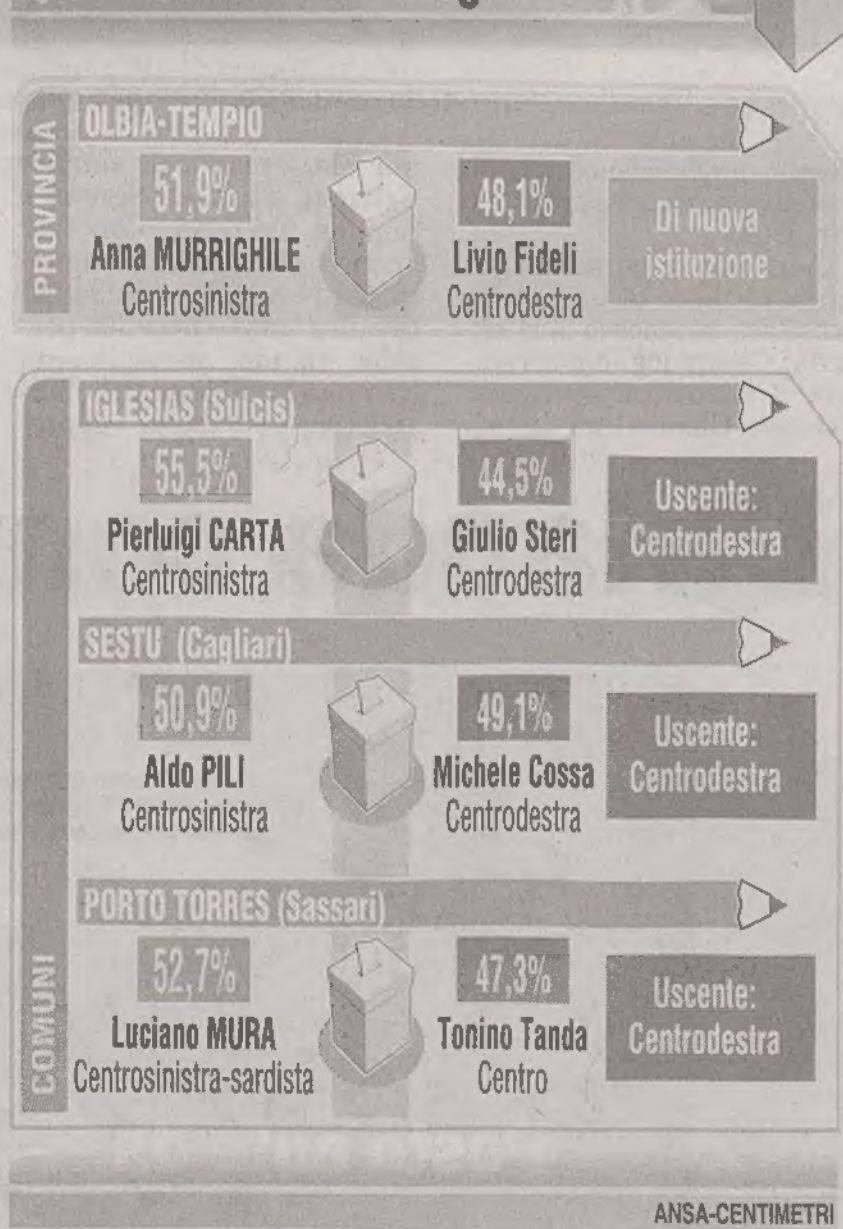 PROVINCIA
OLBIA-TEMPIO
51,9%
Anna MURRIGHILE
Centrosinistra
48,1%
Livio Fideli
Centrodestra
Di nuova
istituzione
COMUNI
IGLESIAS (Sulcis)
55,5%
Pierluigi CARTA
Centrosinistra
44,5%
Giulio Steri
Centrodestra
Uscente:
Centrodestra
SESTU (Cagliari)
50,9%
Aldo PILI
Centrosinistra
49,1%
Michele Cossa
Centrodestra
Uscente:
Centrodestra
PORTO TORRES (Sassari)
52,7%
Luciano MURA
Centrosinistra-sardista
47,3%
Tonino Tanda
Centro
Uscente:
Centrodestra
ANSA-CENTIMETRI